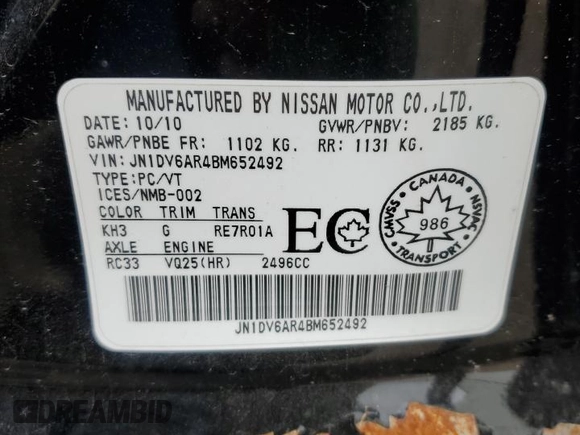 MANUFACTURED BY NISSAN MOTOR CO.,LTD.
DATE: 10/10 GVWR/PNBV: 2185 KG.
GAWR/PNBE FR: 1102 KG. RR: 1131 KG.
VIN: JN1DV6AR4BM652492
TYPE:PC/VT
ICES/NMB-002
COLOR TRIM TRANS
KH3 G RE7R01A
AXLE ENGINE
RC33 VQ25(HR) 2496CC
EC
CANADA
CMVSS
NSVAC
986
TRANSPORT
JN1DV6AR4BM652492
DREAMBID